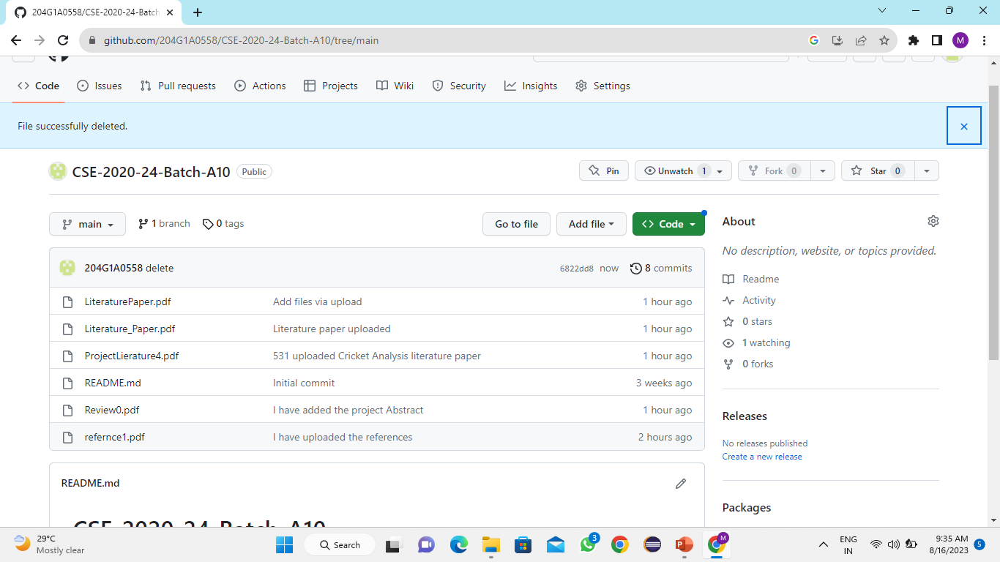 204G1A0558/CSE-2020-24-Batch
github.com/204G1A0558/CSE-2020-24-Batch-A10/tree/main
M
Code Issues Pull requests Actions Projects Wiki Security Insights Settings
File successfully deleted.
CSE-2020-24-Batch-A10 Public
Pin Unwatch 1 Fork 0 Star 0
main 1 branch 0 tags Go to file Add file Code
204G1A0558 delete 6822dd8 now 8 commits
LiteraturePaper.pdf Add files via upload 1 hour ago
Literature_Paper.pdf Literature paper uploaded 1 hour ago
ProjectLierature4.pdf 531 uploaded Cricket Analysis literature paper 1 hour ago
README.md Initial commit 3 weeks ago
Review0.pdf I have added the project Abstract 1 hour ago
refernce1.pdf I have uploaded the references 2 hours ago
README.md
CSE-2020-24-Batch-A10
About
No description, website, or topics provided.
Readme
Activity
0 stars
1 watching
0 forks
Releases
No releases published
Create a new release
Packages
29°C
Mostly clear
Search
3
M
ENG
IN
9:35 AM
8/16/2023
5